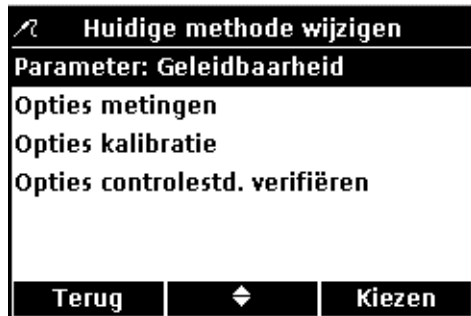 Huidige methode wijzigen
Parameter: Geleidbaarheid
Opties metingen
Opties kalibratie
Opties controlestd. verifiëren
Terug Kiezen